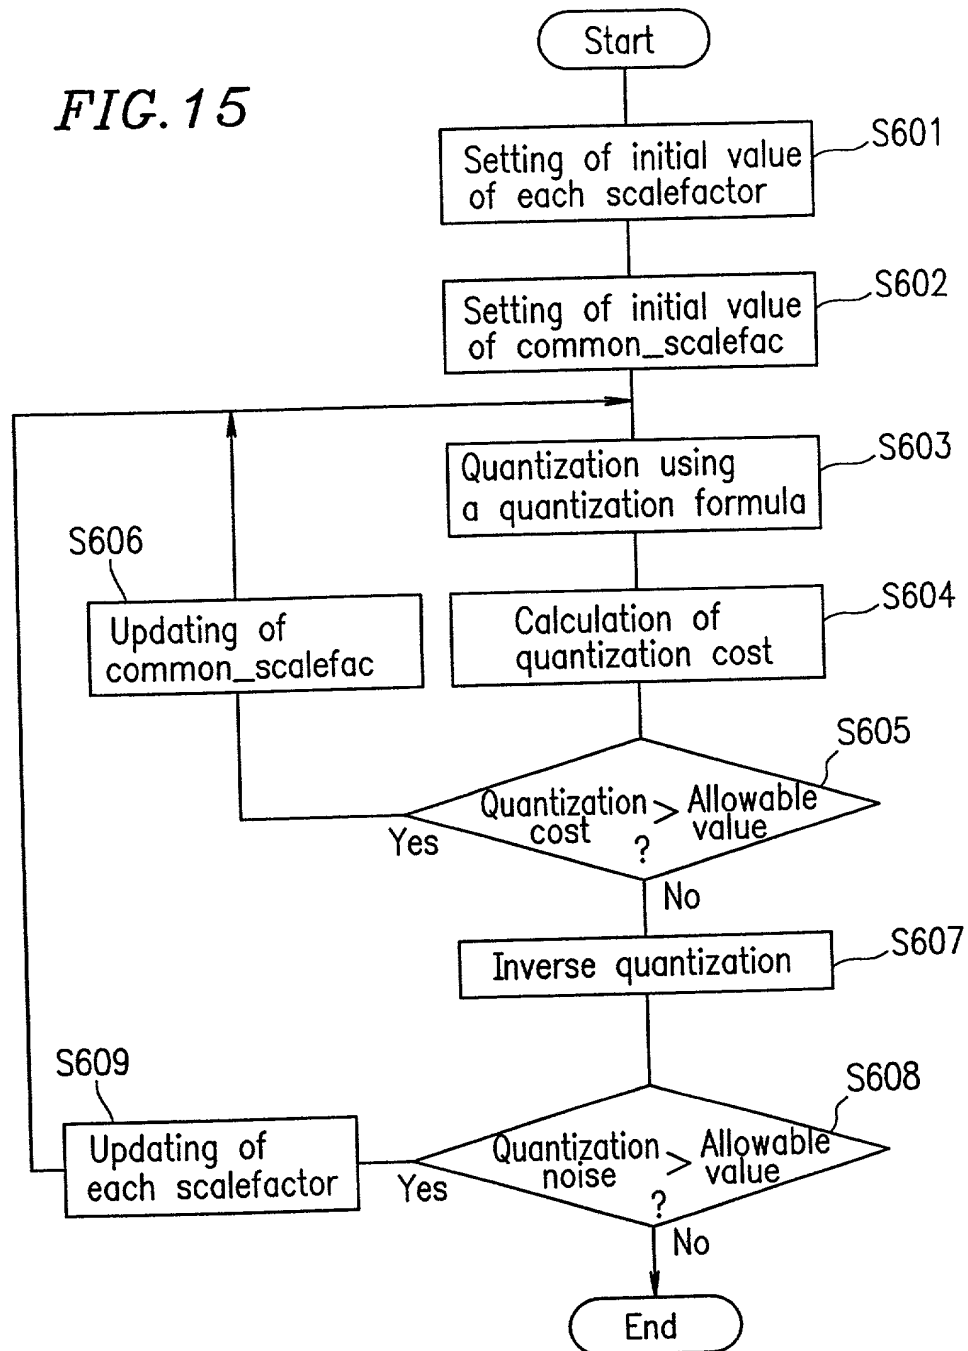 FIG.15
Start
S601
Setting of initial value
of each scalefactor
S602
Setting of initial value
of common_scalefac
S603
Quantization using
a quantization formula
S606
Updating of
common_scalefac
S604
Calculation of
quantization cost
S605
Quantization
cost
>
Allowable
value
?
Yes
No
S607
Inverse quantization
S609
Updating of
each scalefactor
S608
Quantization
noise
>
Allowable
value
?
Yes
No
End